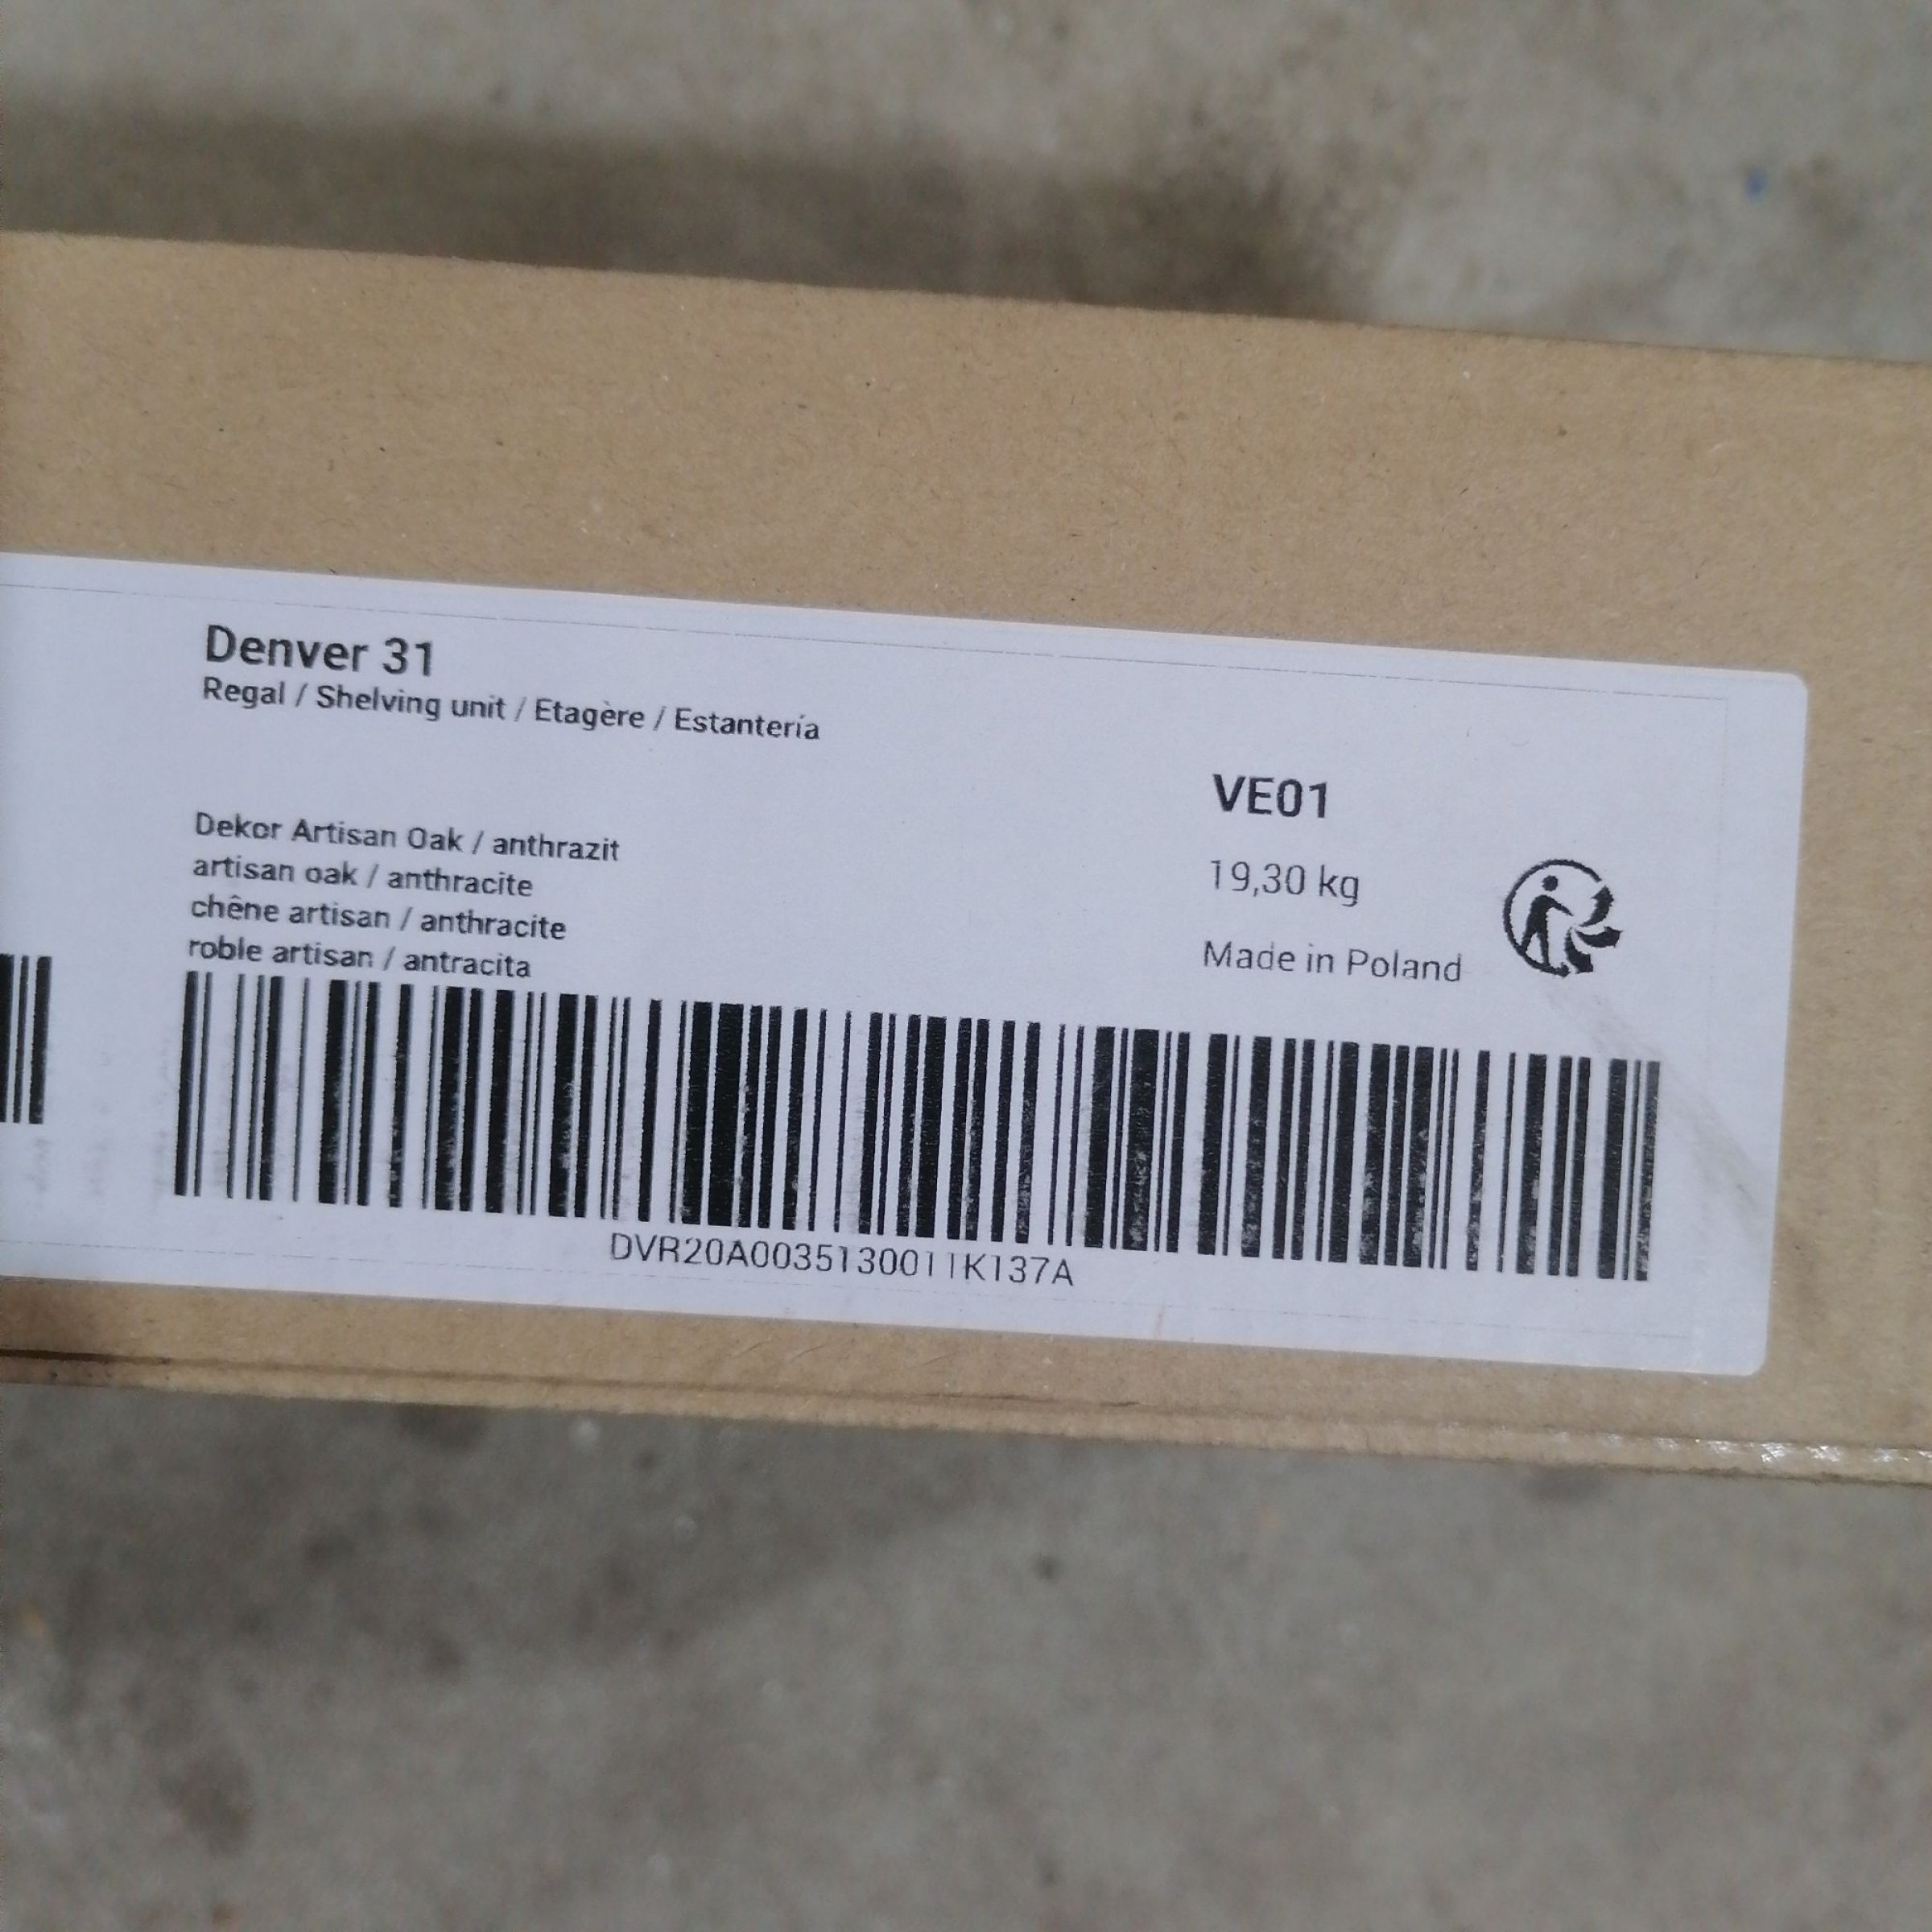 Denver 31
Regal / Shelving unit / Etagère / Estantería
VE01
Dekor Artisan Oak / anthrazit
artisan oak / anthracite
chêne artisan / anthracite
roble artisan / antracita
19,30 kg
Made in Poland
DVR20A0035130011K137A